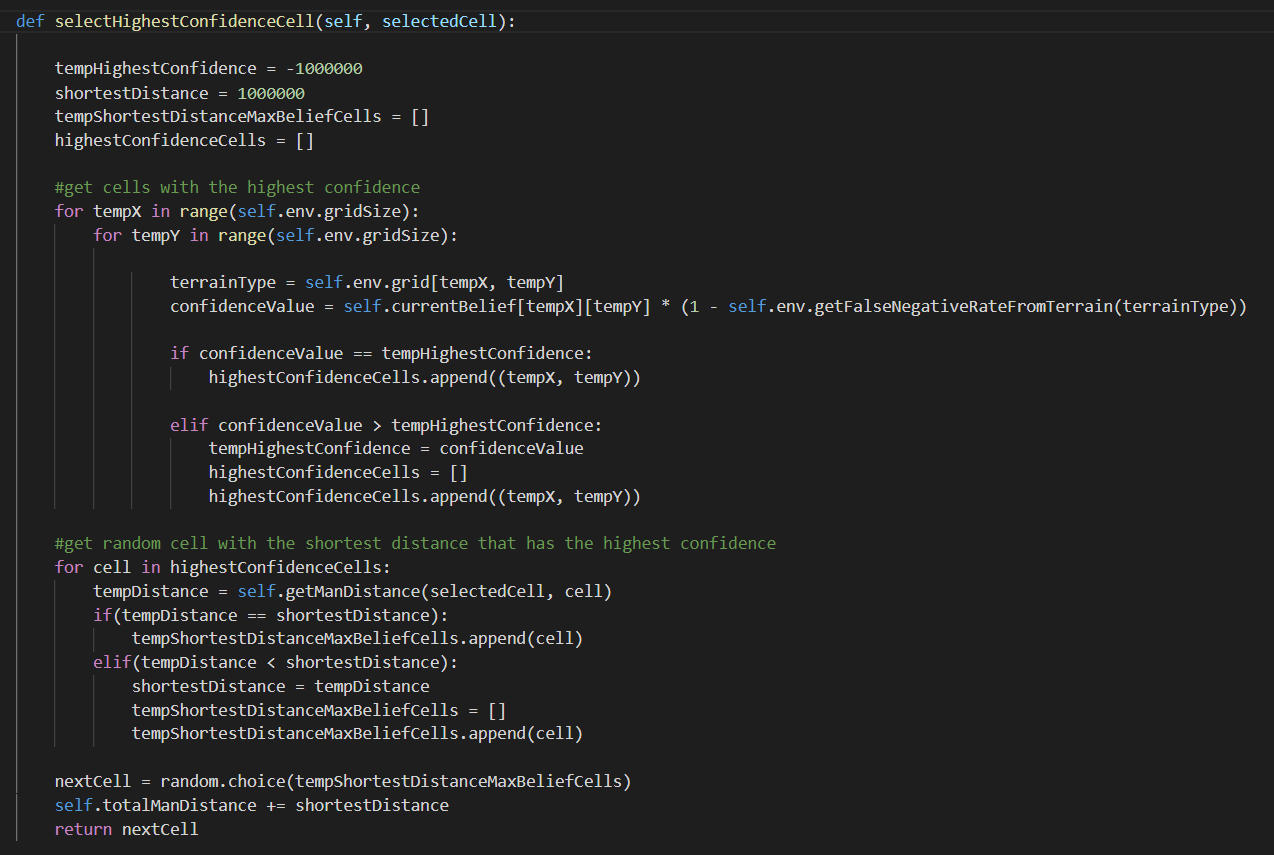 def selectHighestConfidenceCell(self, selectedCell):
tempHighestConfidence = -1000000
shortestDistance = 1000000
tempShortestDistanceMaxBeliefCells = []
highestConfidenceCells = []
#get cells with the highest confidence
for tempX in range(self.env.gridSize):
for tempY in range(self.env.gridSize):
terrainType = self.env.grid[tempX, tempY]
confidenceValue = self.currentBelief[tempX][tempY] * (1 - self.env.getFalseNegativeRateFromTerrain(terrainType))
if confidenceValue == tempHighestConfidence:
highestConfidenceCells.append((tempX, tempY))
elif confidenceValue > tempHighestConfidence:
tempHighestConfidence = confidenceValue
highestConfidenceCells = []
highestConfidenceCells.append((tempX, tempY))
#get random cell with the shortest distance that has the highest confidence
for cell in highestConfidenceCells:
tempDistance = self.getManDistance(selectedCell, cell)
if(tempDistance == shortestDistance):
tempShortestDistanceMaxBeliefCells.append(cell)
elif(tempDistance < shortestDistance):
shortestDistance = tempDistance
tempShortestDistanceMaxBeliefCells = []
tempShortestDistanceMaxBeliefCells.append(cell)
nextCell = random.choice(tempShortestDistanceMaxBeliefCells)
self.totalManDistance += shortestDistance
return nextCell